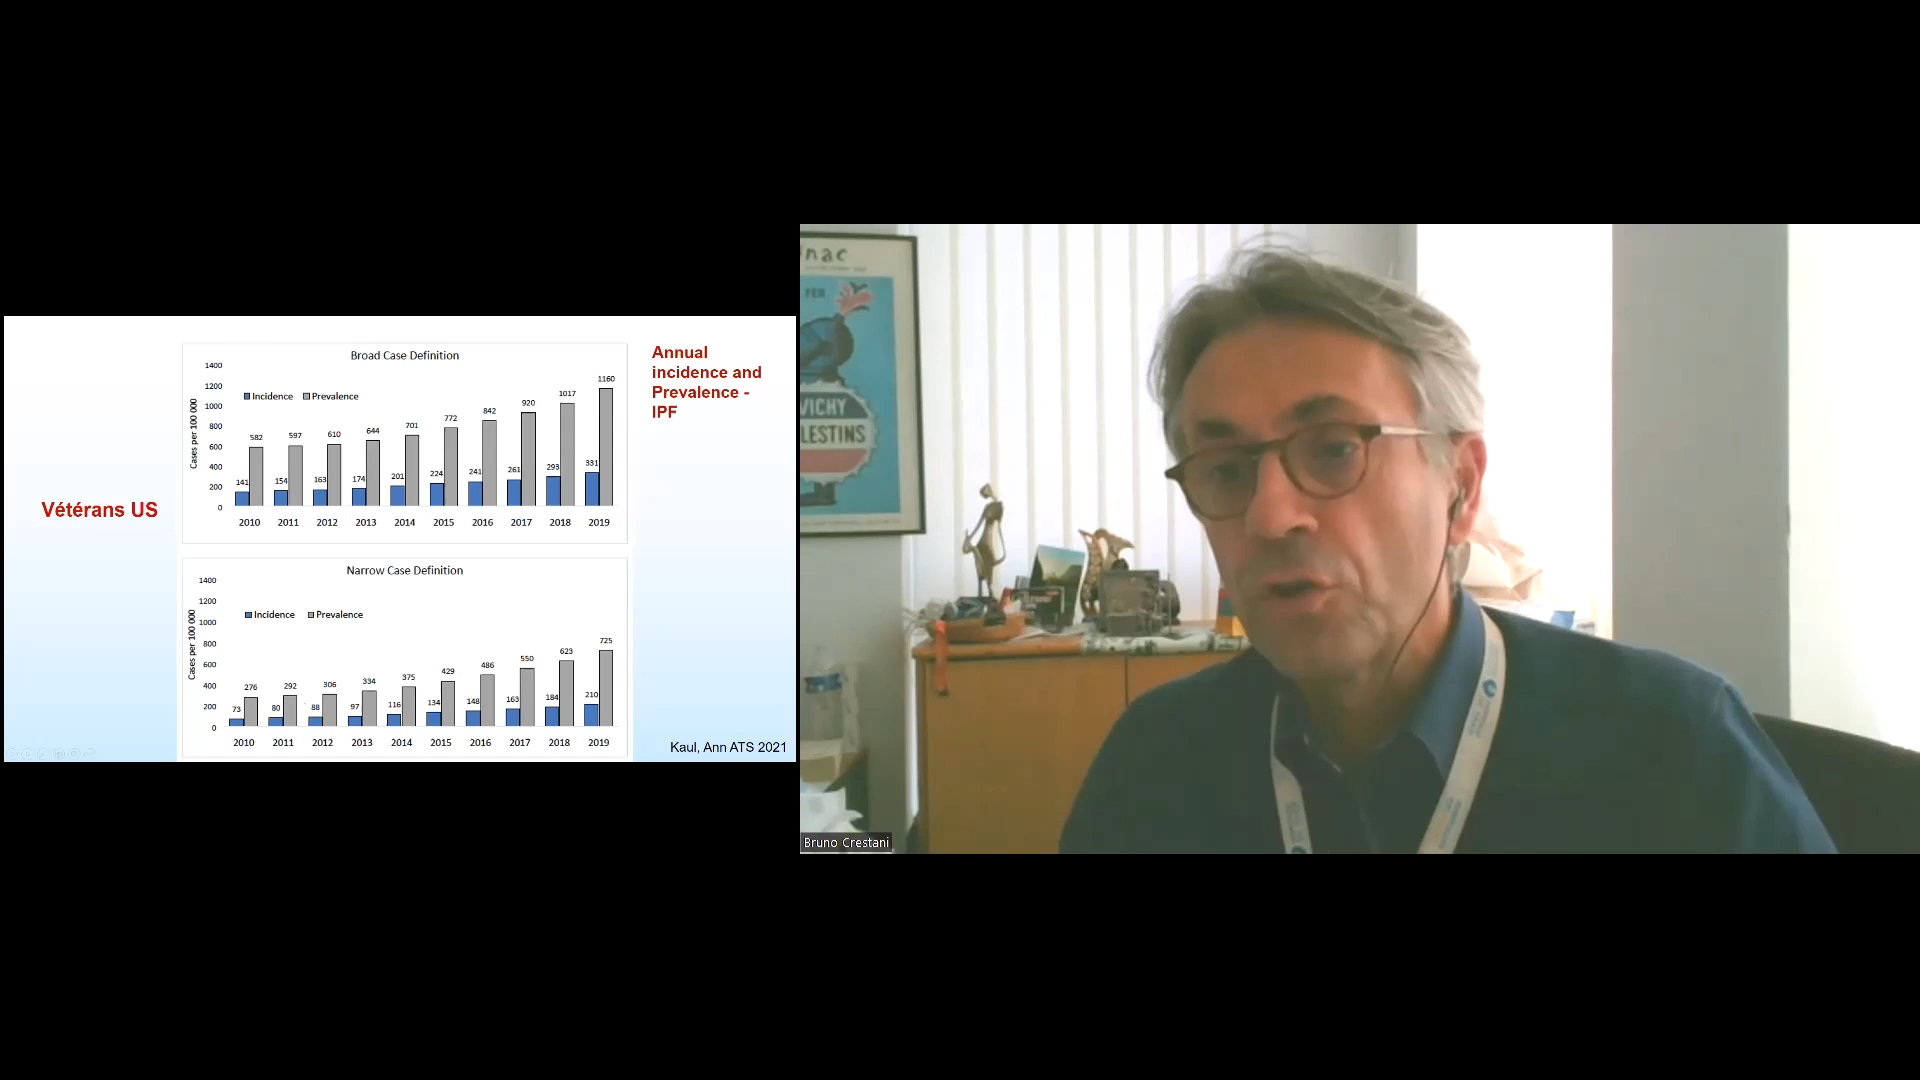 Vétérans US
Broad Case Definition
1400
1200
1000
800
600
400
200
0
Cases per 100 000
Incidence Prevalence
582 597 610 644 701 772 842 920 1017 1160
141 154 163 174 201 224 241 261 293 331
2010 2011 2012 2013 2014 2015 2016 2017 2018 2019
Narrow Case Definition
1400
1200
1000
800
600
400
200
0
Cases per 100 000
Incidence Prevalence
276 292 306 334 375 429 486 550 623 725
73 80 88 97 116 134 148 163 184 210
2010 2011 2012 2013 2014 2015 2016 2017 2018 2019
Annual
incidence and
Prevalence -
IPF
Kaul, Ann ATS 2021
nac
FER
VICHY
LESTINS
Bruno Crestani